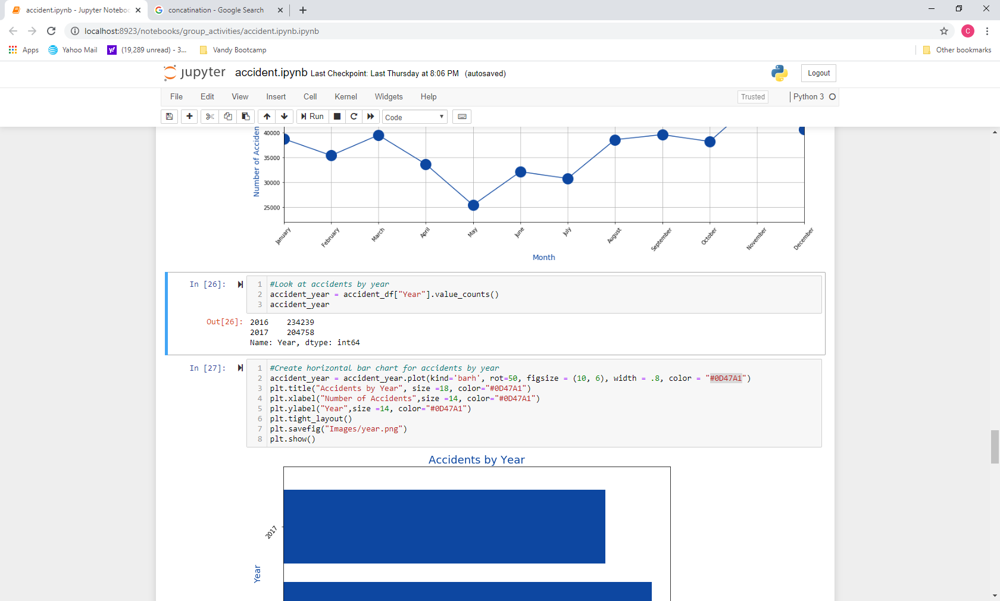 accident.ipynb - Jupyter Noteboo
concatination - Google Search
localhost:8923/notebooks/group_activities/accident.ipynb.ipynb
C
Apps
Yahoo Mail
(19,289 unread) - 3...
Vandy Bootcamp
Other bookmarks
jupyter
accident.ipynb Last Checkpoint: Last Thursday at 8:06 PM (autosaved)
Logout
File Edit View Insert Cell Kernel Widgets Help
Trusted
Python 3
Run
Code
40000
35000
30000
25000
Number of Acciden
January February March April May June July August September October November December
Month
In [26]:
1 #Look at accidents by year
2 accident_year = accident_df["Year"].value_counts()
3 accident_year
Out[26]:
2016 234239
2017 204758
Name: Year, dtype: int64
In [27]:
1 #Create horizontal bar chart for accidents by year
2 accident_year = accident_year.plot(kind='barh', rot=50, figsize = (10, 6), width = .8, color = "#0D47A1")
3 plt.title("Accidents by Year", size =18, color="#0D47A1")
4 plt.xlabel("Number of Accidents",size =14, color="#0D47A1")
5 plt.ylabel("Year",size =14, color="#0D47A1")
6 plt.tight_layout()
7 plt.savefig("Images/year.png")
8 plt.show()
Accidents by Year
2017
Year